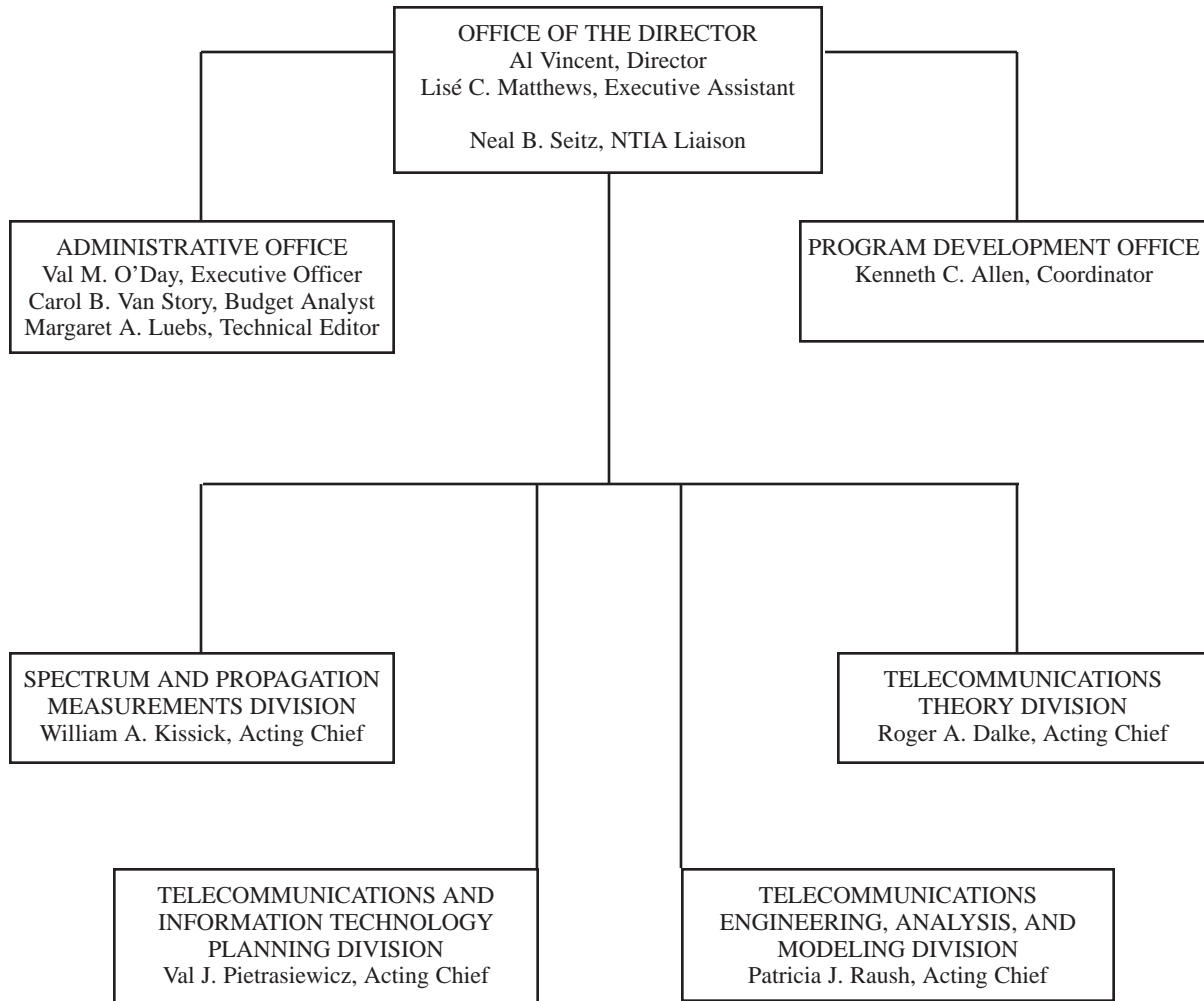 OFFICE OF THE DIRECTOR
Al Vincent, Director
Lisé C. Matthews, Executive Assistant
Neal B. Seitz, NTIA Liaison
ADMINISTRATIVE OFFICE
Val M. O’Day, Executive Officer
Carol B. Van Story, Budget Analyst
Margaret A. Luebs, Technical Editor
PROGRAM DEVELOPMENT OFFICE
Kenneth C. Allen, Coordinator
SPECTRUM AND PROPAGATION
MEASUREMENTS DIVISION
William A. Kissick, Acting Chief
TELECOMMUNICATIONS
THEORY DIVISION
Roger A. Dalke, Acting Chief
TELECOMMUNICATIONS AND
INFORMATION TECHNOLOGY
PLANNING DIVISION
Val J. Pietrasiewicz, Acting Chief
TELECOMMUNICATIONS
ENGINEERING, ANALYSIS, AND
MODELING DIVISION
Patricia J. Raush, Acting Chief